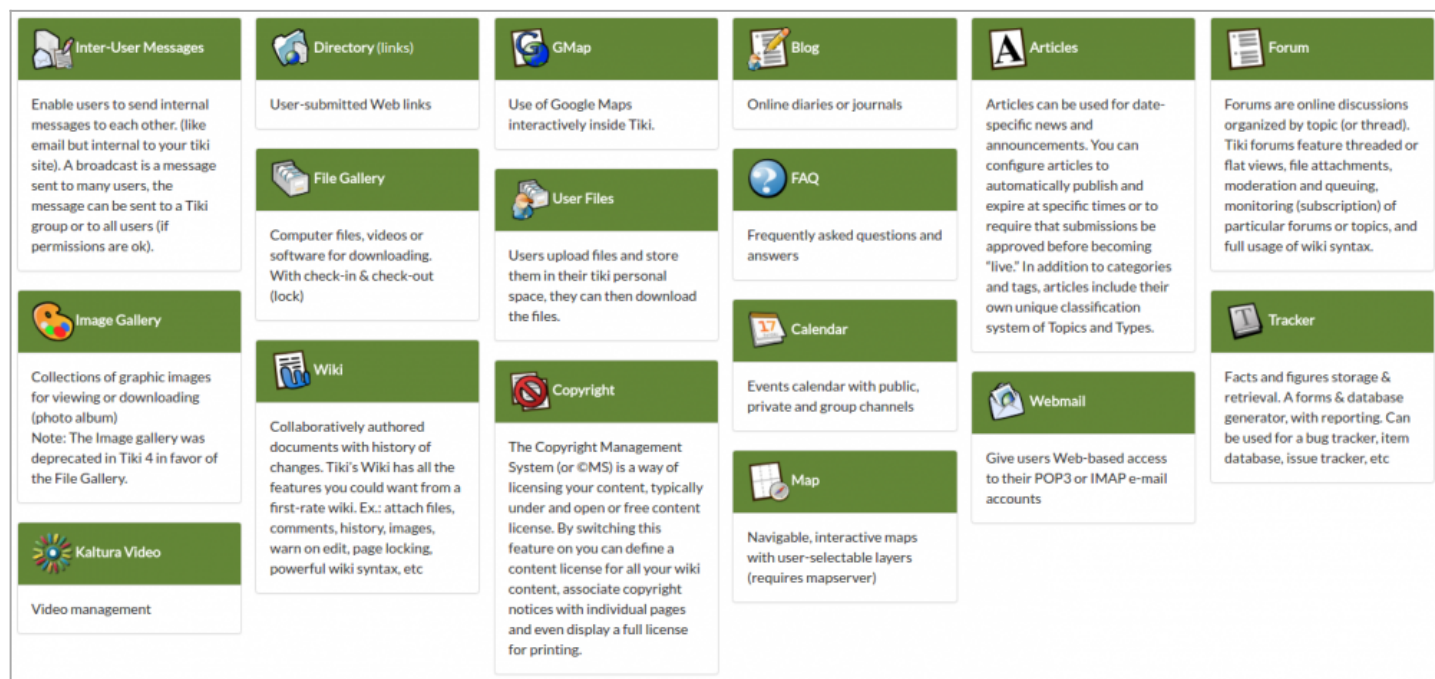 Inter-User Messages
Enable users to send internal
messages to each other. (like
email but internal to your tiki
site). A broadcast is a message
sent to many users, the
message can be sent to a Tiki
group or to all users (if
permissions are ok).
Image Gallery
Collections of graphic images
for viewing or downloading
(photo album)
Note: The Image gallery was
deprecated in Tiki 4 in favor of
the File Gallery.
Kaltura Video
Video management
Directory (links)
User-submitted Web links
File Gallery
Computer files, videos or
software for downloading.
With check-in & check-out
(lock)
Wiki
Collaboratively authored
documents with history of
changes. Tiki's Wiki has all the
features you could want from a
first-rate wiki. Ex.: attach files,
comments, history, images,
warn on edit, page locking,
powerful wiki syntax, etc
G
GMap
Use of Google Maps
interactively inside Tiki.
User Files
Users upload files and store
them in their tiki personal
space, they can then download
the files.
Copyright
The Copyright Management
System (or ©MS) is a way of
licensing your content, typically
under and open or free content
license. By switching this
feature on you can define a
content license for all your wiki
content, associate copyright
notices with individual pages
and even display a full license
for printing.
Blog
Online diaries or journals
?
FAQ
Frequently asked questions and
answers
17
Calendar
Events calendar with public,
private and group channels
Map
Navigable, interactive maps
with user-selectable layers
(requires mapserver)
A
Articles
Articles can be used for date-
specific news and
announcements. You can
configure articles to
automatically publish and
expire at specific times or to
require that submissions be
approved before becoming
"live." In addition to categories
and tags, articles include their
own unique classification
system of Topics and Types.
Webmail
Give users Web-based access
to their POP3 or IMAP e-mail
accounts
Forum
Forums are online discussions
organized by topic (or thread).
Tiki forums feature threaded or
flat views, file attachments,
moderation and queuing,
monitoring (subscription) of
particular forums or topics, and
full usage of wiki syntax.
T
Tracker
Facts and figures storage &
retrieval. A forms & database
generator, with reporting. Can
be used for a bug tracker, item
database, issue tracker, etc